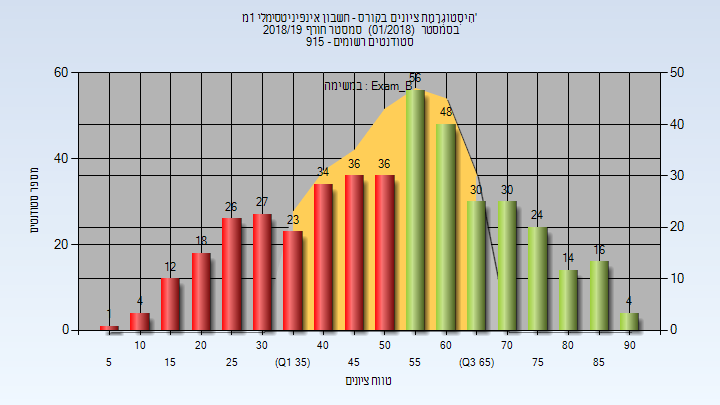 היסטוגרמת ציונים בקורס - חשבון אינפיניטסימלי 1מ'
בסמסטר (01/2018) סמסטר חורף 2018/19
סטודנטים רשומים - 915
במשימה : Exam_B
60 40 20 0
מספר סטודנטים
50 40 30 20 10 0
1 4 12 18 26 27 23 34 36 36 56 48 30 30 24 14 16 4
10 20 30 40 50 60 70 80 90
5 15 25 (Q1 35) 45 55 (Q3 65) 75 85
טווח ציונים